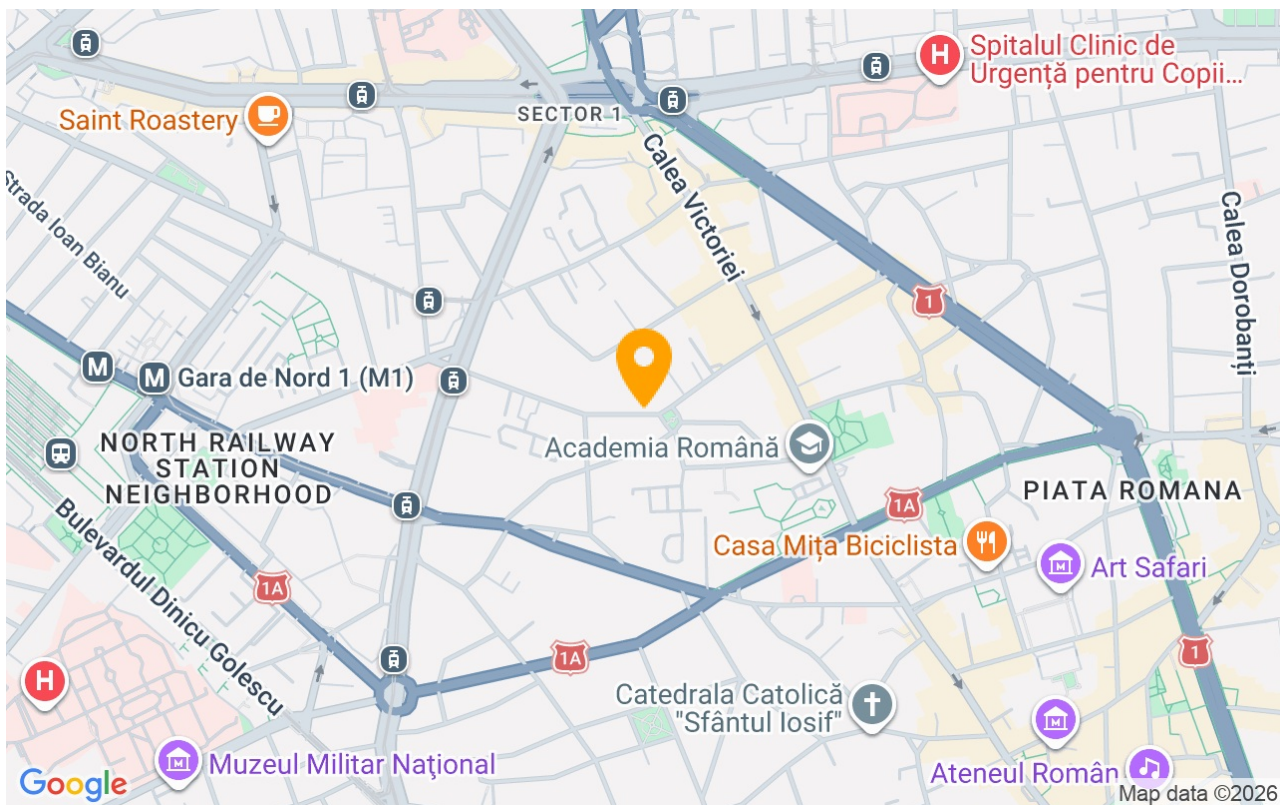 Spitalul Clinic de
Urgență pentru Copii...
Saint Roastery
SECTOR 1
Calea Victoriei
Strada Ioan Bianu
Calea Dorobanți
1
M
M
Gara de Nord 1 (M1)
NORTH RAILWAY
STATION
NEIGHBORHOOD
Academia Română
PIATA ROMANA
1A
Casa Mița Biciclista
Art Safari
Bulevardul Dinicu Golescu
1A
1A
1
H
H
Catedrala Catolică
"Sfântul Iosif"
Muzeul Militar Naţional
Ateneul Român
Google
Map data ©2026